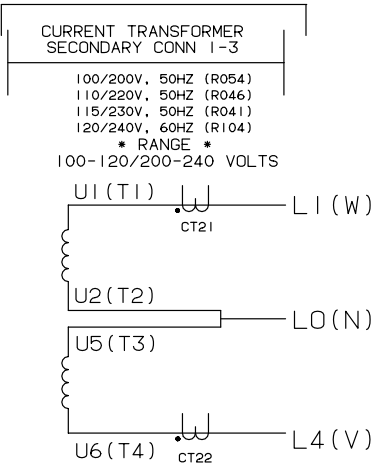 CURRENT TRANSFORMER
SECONDARY CONN 1-3
100/200V, 50HZ (R054)
110/220V, 50HZ (R046)
115/230V, 50HZ (R041)
120/240V, 60HZ (R104)
* RANGE *
100-120/200-240 VOLTS
U1(T1)
L1(W)
CT21
U2(T2)
L0(N)
U5(T3)
L4(V)
U6(T4)
CT22